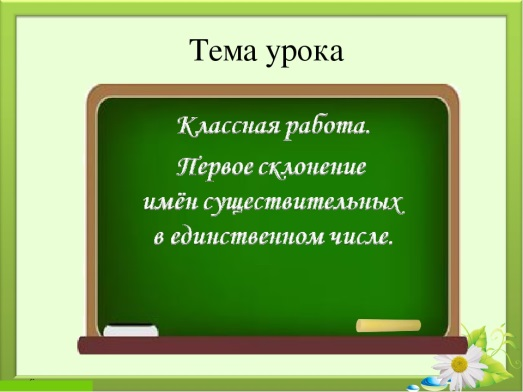 Тема урока
Классная работа.
Первое склонение
имён существительных
в единственном числе.